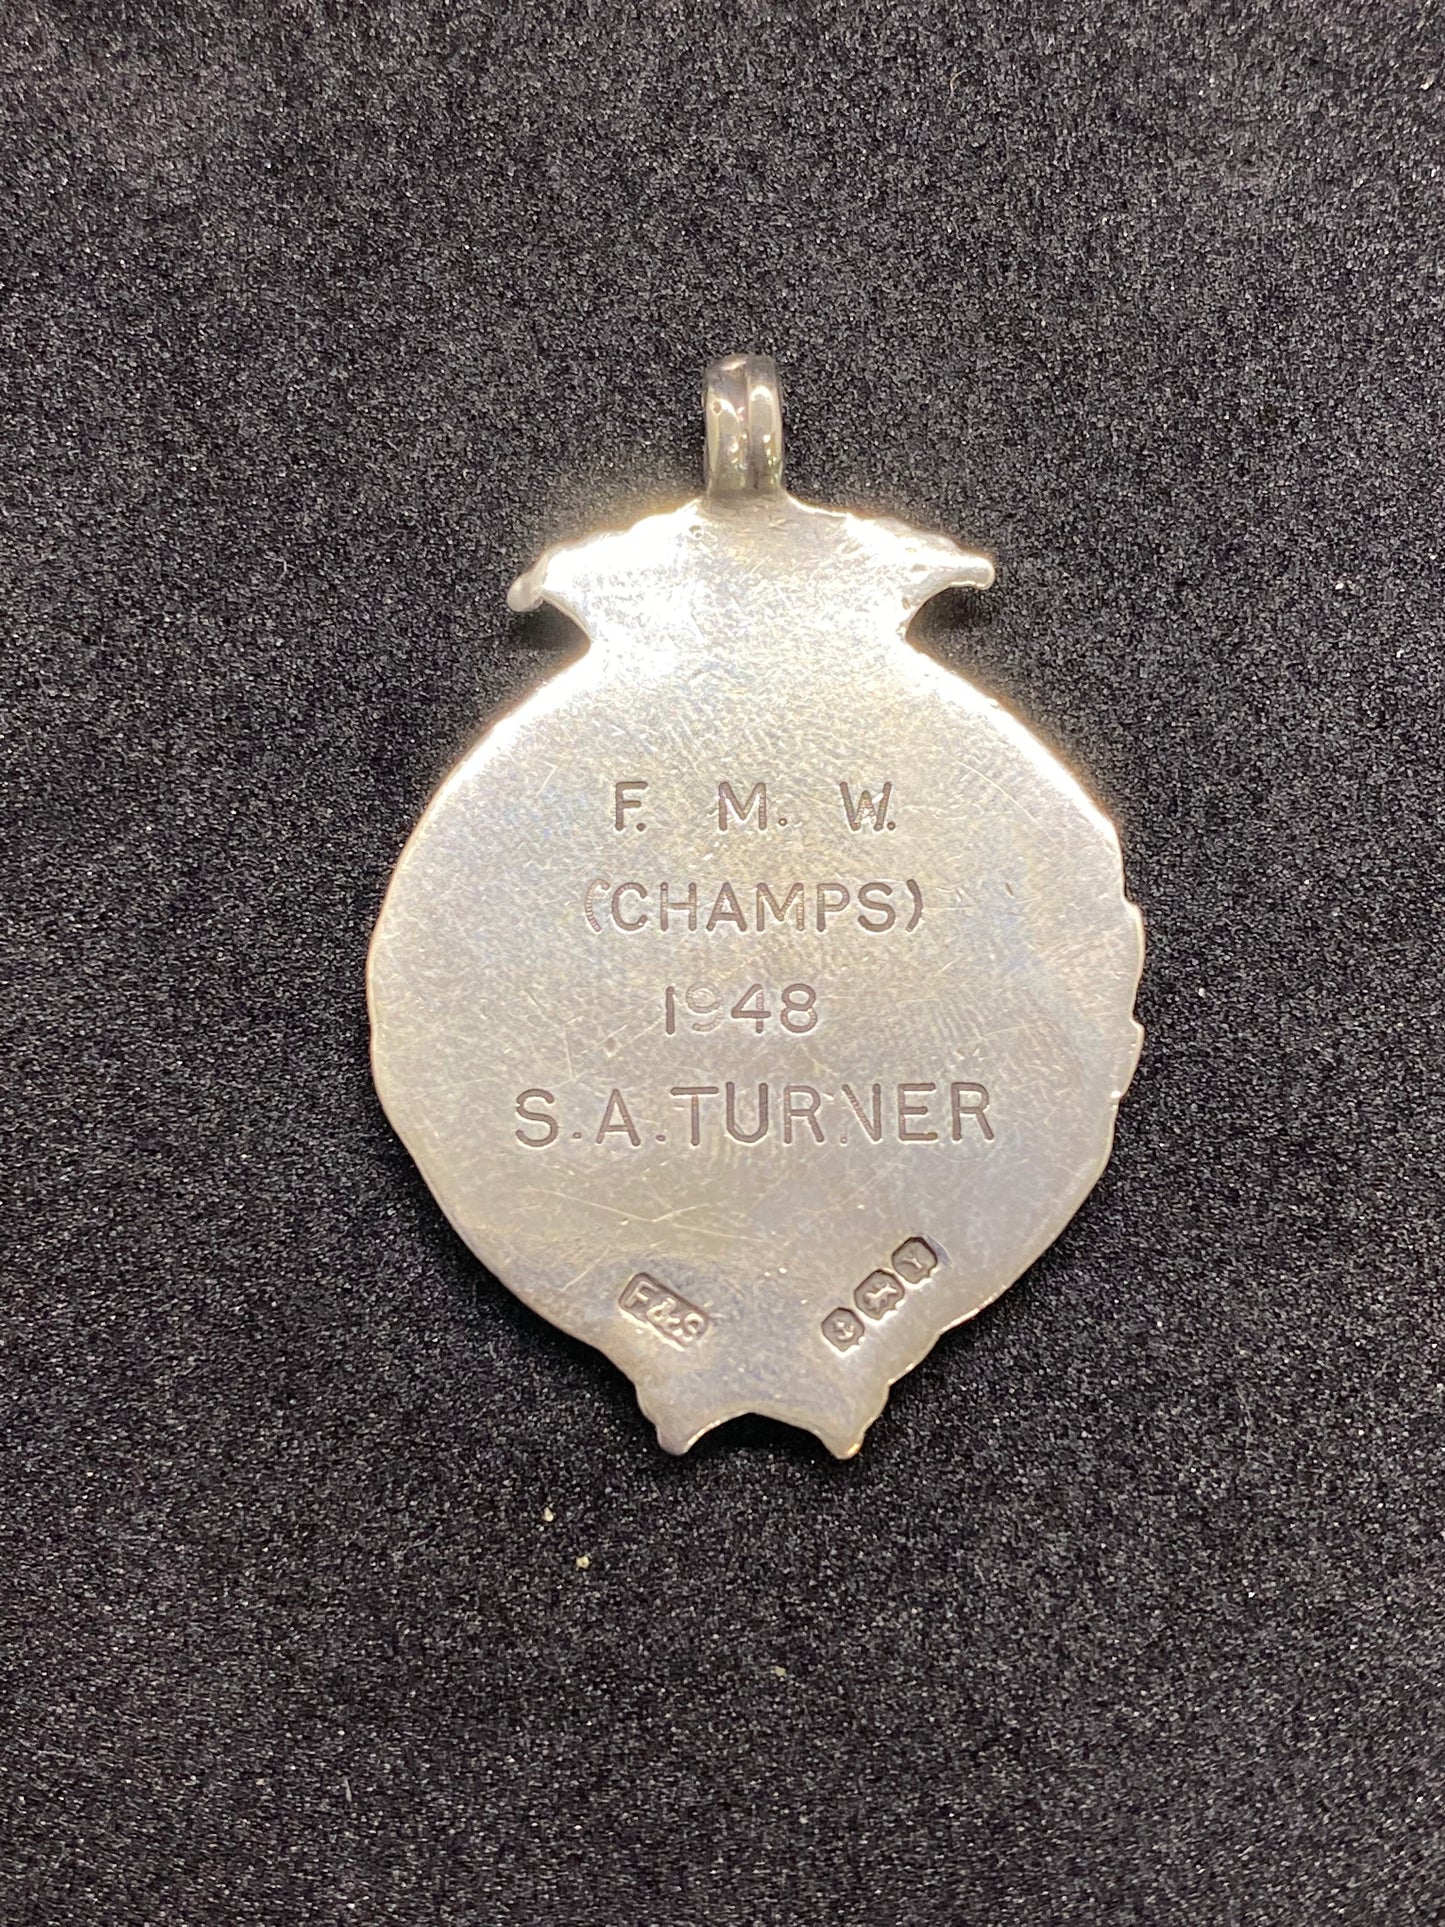 F. M. W.
(CHAMPS)
1948
S.A.TURNER
F&S
Y